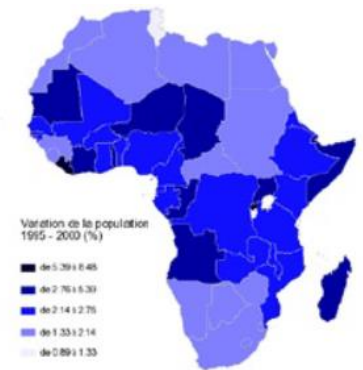 Variation de la population
1995 - 2000 (%)
de 5.39 à 8.48
de 2.76 à 5.39
de 2.14 à 2.76
de 1.33 à 2.14
de 0.89 à 1.33